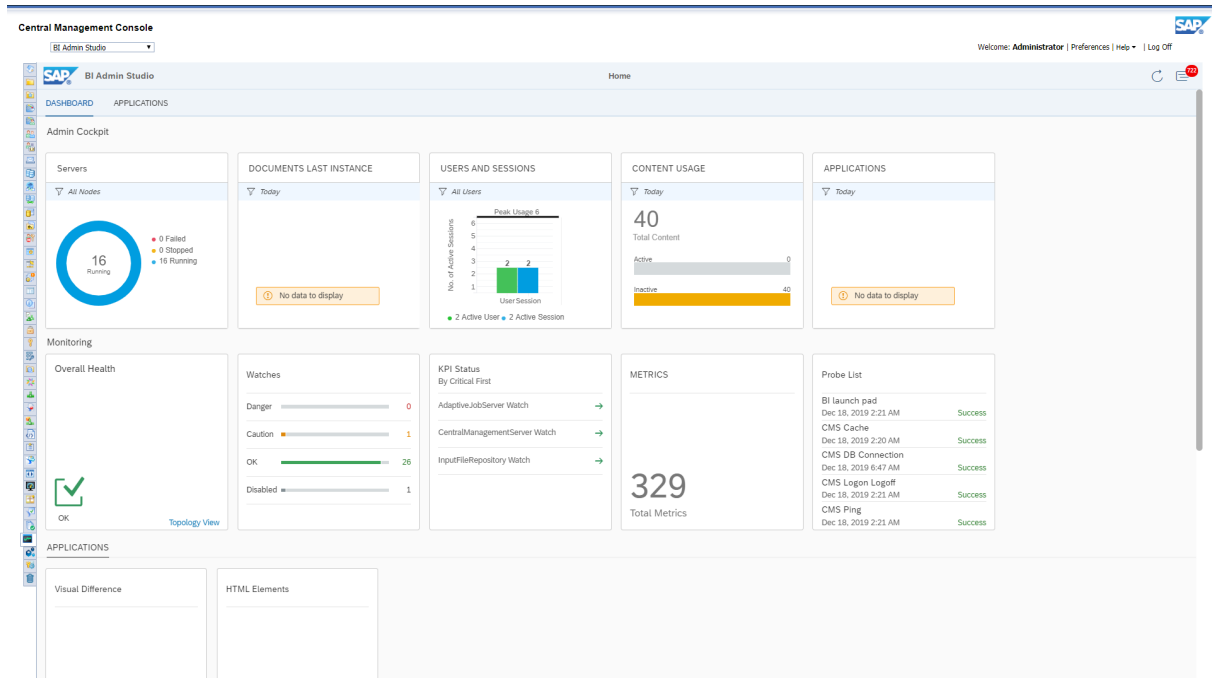 Central Management Console
SAP
BI Admin Studio
Welcome: Administrator | Preferences | Help | Log Off
SAP BI Admin Studio
Home
722
DASHBOARD APPLICATIONS
Admin Cockpit
Servers
All Nodes
16
Running
0 Failed
0 Stopped
16 Running
DOCUMENTS LAST INSTANCE
Today
No data to display
USERS AND SESSIONS
All Users
Peak Usage 6
No. of Active Sessions
6
5
4
3
2
1
2 2
User Session
2 Active User 2 Active Session
CONTENT USAGE
Today
40
Total Content
Active 0
Inactive 40
APPLICATIONS
Today
No data to display
Monitoring
Overall Health
OK
Topology View
Watches
Danger 0
Caution 1
OK 26
Disabled 1
KPI Status
By Critical First
AdaptiveJobServer Watch
CentralManagementServer Watch
InputFileRepository Watch
METRICS
329
Total Metrics
Probe List
BI launch pad
Dec 18, 2019 2:21 AM Success
CMS Cache
Dec 18, 2019 2:20 AM Success
CMS DB Connection
Dec 18, 2019 6:47 AM Success
CMS Logon Logoff
Dec 18, 2019 2:21 AM Success
CMS Ping
Dec 18, 2019 2:21 AM Success
APPLICATIONS
Visual Difference
HTML Elements